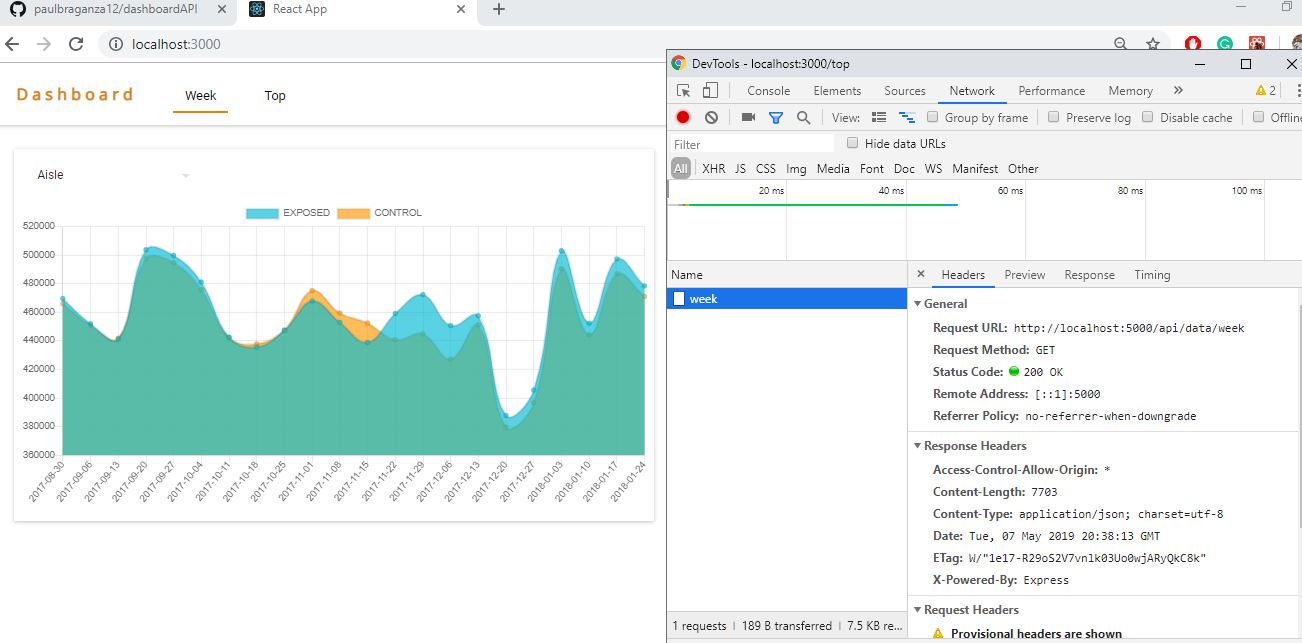 paulbraganza12/dashboardAPI
React App
localhost:3000
Dashboard
Week
Top
Aisle
EXPOSED
CONTROL
520000
500000
480000
460000
440000
420000
400000
380000
360000
2017-08-30
2017-09-06
2017-09-13
2017-09-20
2017-09-27
2017-10-04
2017-10-11
2017-10-18
2017-10-25
2017-11-01
2017-11-08
2017-11-15
2017-11-22
2017-11-29
2017-12-06
2017-12-13
2017-12-20
2017-12-27
2018-01-03
2018-01-10
2018-01-17
2018-01-24
DevTools - localhost:3000/top
Console Elements Sources Network Performance Memory » 2
View: Group by frame Preserve log Disable cache Offline
Filter
Hide data URLs
All XHR JS CSS Img Media Font Doc WS Manifest Other
20 ms 40 ms 60 ms 80 ms 100 ms
Name
week
Headers Preview Response Timing
General
Request URL: http://localhost:5000/api/data/week
Request Method: GET
Status Code: 200 OK
Remote Address: [::1]:5000
Referrer Policy: no-referrer-when-downgrade
Response Headers
Access-Control-Allow-Origin: *
Content-Length: 7703
Content-Type: application/json; charset=utf-8
Date: Tue, 07 May 2019 20:38:13 GMT
ETag: W/"1e17-R29oS2V7vnlk03Uo0wjARyQkC8k"
X-Powered-By: Express
Request Headers
Provisional headers are shown
1 requests 189 B transferred 7.5 KB re...